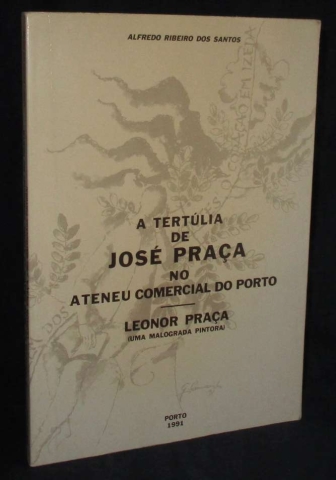 ALFREDO RIBEIRO DOS SANTOS
A TERTÚLIA
DE
JOSÉ PRAÇA
NO
ATENEU COMERCIAL DO PORTO
LEONOR PRAÇA
(UMA MALOGRADA PINTORA)
PORTO
1991